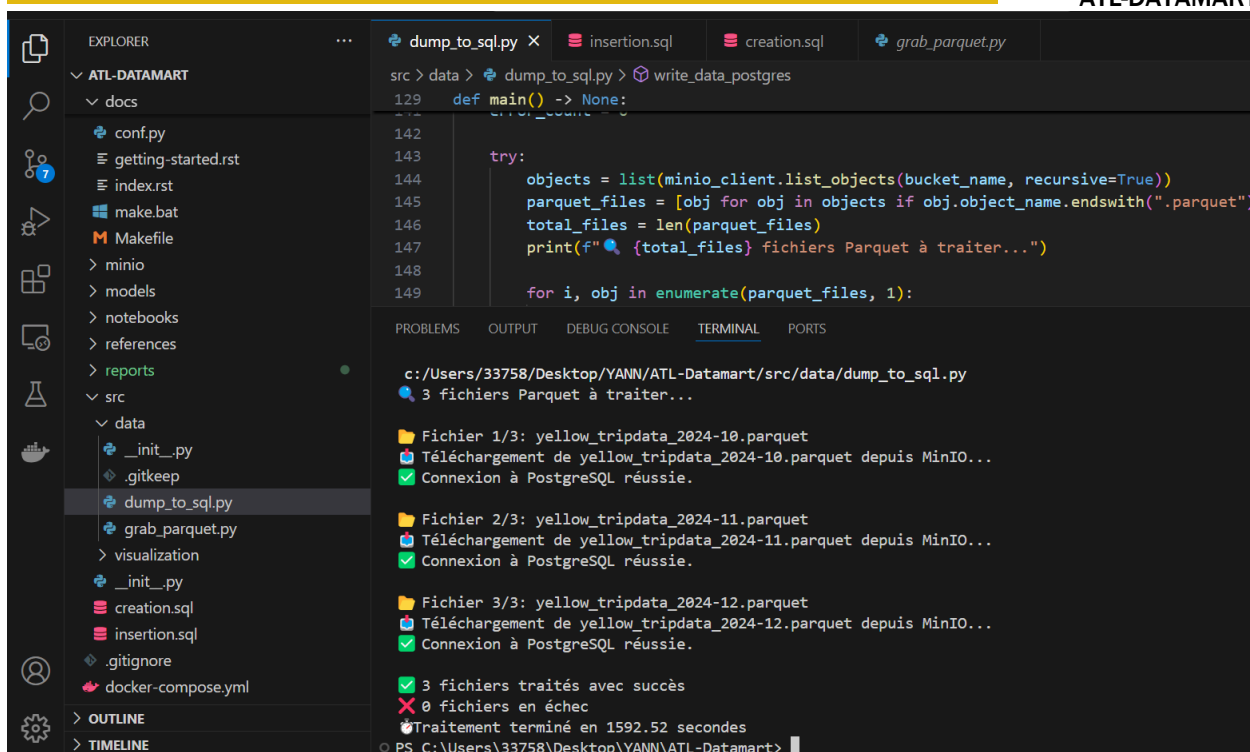 ATL-DATAMART
EXPLORER
ATL-DATAMART
docs
conf.py
getting-started.rst
index.rst
make.bat
Makefile
minio
models
notebooks
references
reports
src
data
__init__.py
.gitkeep
dump_to_sql.py
grab_parquet.py
visualization
__init__.py
creation.sql
insertion.sql
.gitignore
docker-compose.yml
OUTLINE
TIMELINE
7
dump_to_sql.py insertion.sql creation.sql grab_parquet.py
src > data > dump_to_sql.py > write_data_postgres
129 def main() -> None:
141 error_count = 0
142
143 try:
144 objects = list(minio_client.list_objects(bucket_name, recursive=True))
145 parquet_files = [obj for obj in objects if obj.object_name.endswith(".parquet")
146 total_files = len(parquet_files)
147 print(f"🔍 {total_files} fichiers Parquet à traiter...")
148
149 for i, obj in enumerate(parquet_files, 1):
PROBLEMS OUTPUT DEBUG CONSOLE TERMINAL PORTS
c:/Users/33758/Desktop/YANN/ATL-Datamart/src/data/dump_to_sql.py
🔍 3 fichiers Parquet à traiter...
📂 Fichier 1/3: yellow_tripdata_2024-10.parquet
📥 Téléchargement de yellow_tripdata_2024-10.parquet depuis MinIO...
✅ Connexion à PostgreSQL réussie.
📂 Fichier 2/3: yellow_tripdata_2024-11.parquet
📥 Téléchargement de yellow_tripdata_2024-11.parquet depuis MinIO...
✅ Connexion à PostgreSQL réussie.
📂 Fichier 3/3: yellow_tripdata_2024-12.parquet
📥 Téléchargement de yellow_tripdata_2024-12.parquet depuis MinIO...
✅ Connexion à PostgreSQL réussie.
✅ 3 fichiers traités avec succès
❌ 0 fichiers en échec
⏱Traitement terminé en 1592.52 secondes
PS C:\Users\33758\Desktop\YANN\ATL-Datamart>